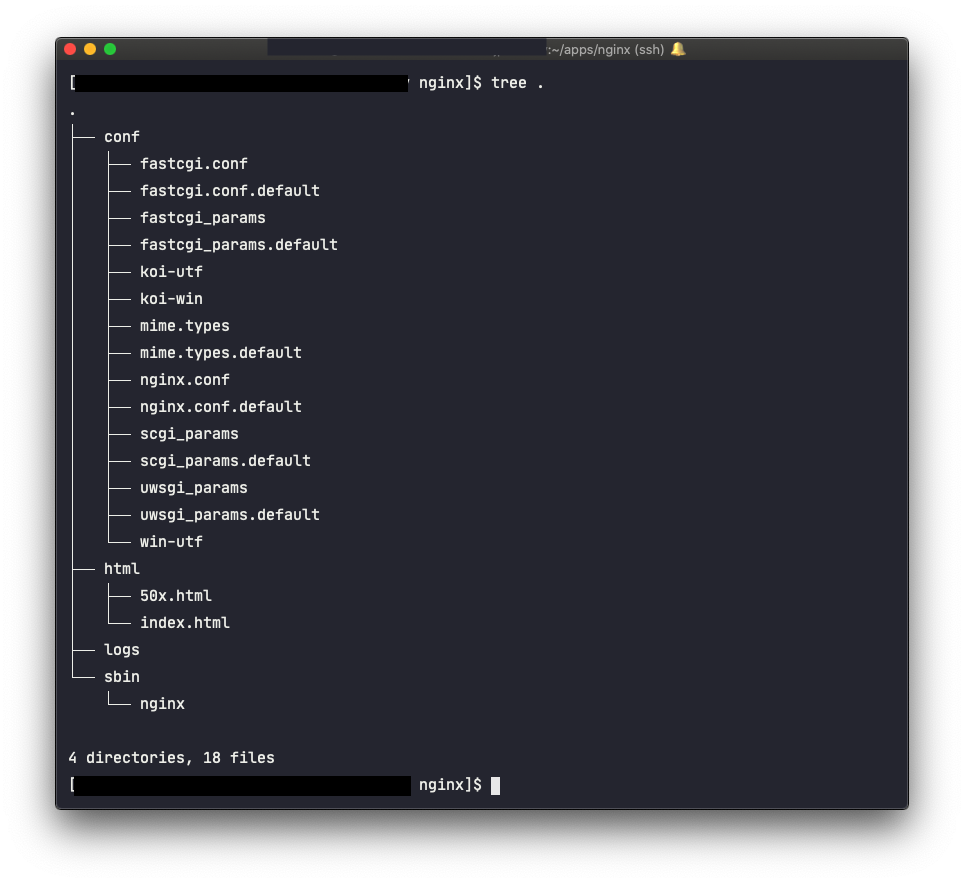 :~/apps/nginx (ssh) 🔔
[ nginx]$ tree .
.
├── conf
│   ├── fastcgi.conf
│   ├── fastcgi.conf.default
│   ├── fastcgi_params
│   ├── fastcgi_params.default
│   ├── koi-utf
│   ├── koi-win
│   ├── mime.types
│   ├── mime.types.default
│   ├── nginx.conf
│   ├── nginx.conf.default
│   ├── scgi_params
│   ├── scgi_params.default
│   ├── uwsgi_params
│   ├── uwsgi_params.default
│   └── win-utf
├── html
│   ├── 50x.html
│   └── index.html
├── logs
└── sbin
    └── nginx
4 directories, 18 files
[ nginx]$